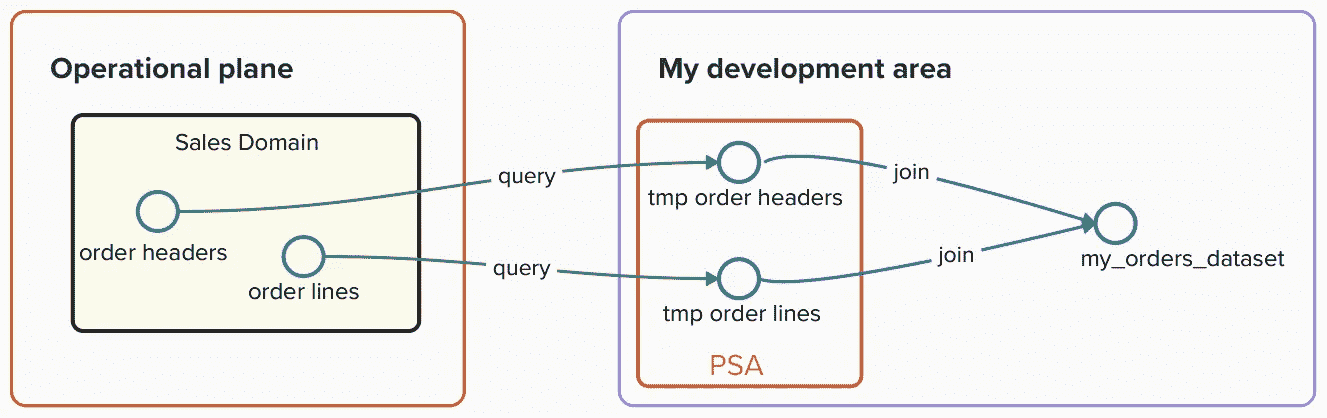 Operational plane
Sales Domain
order headers
order lines
query
query
My development area
tmp order headers
tmp order lines
PSA
join
join
my_orders_dataset